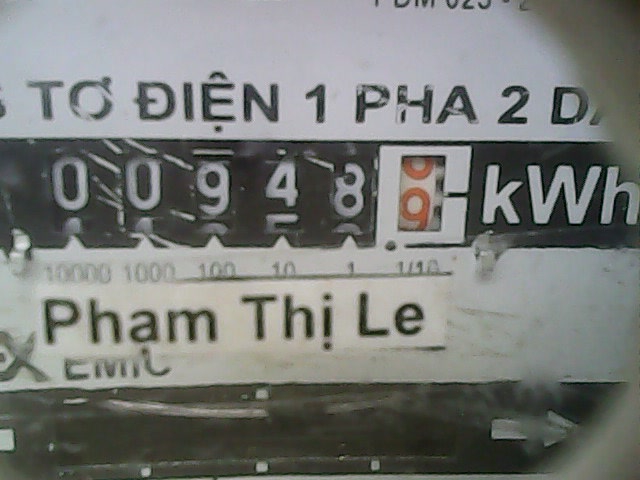 TƠ ĐIỆN 1 PHA 2 D
0 0 9 4 8 9 kWh
10000 1000 100 10 1 1/10
Phạm Thị Le
EMIC